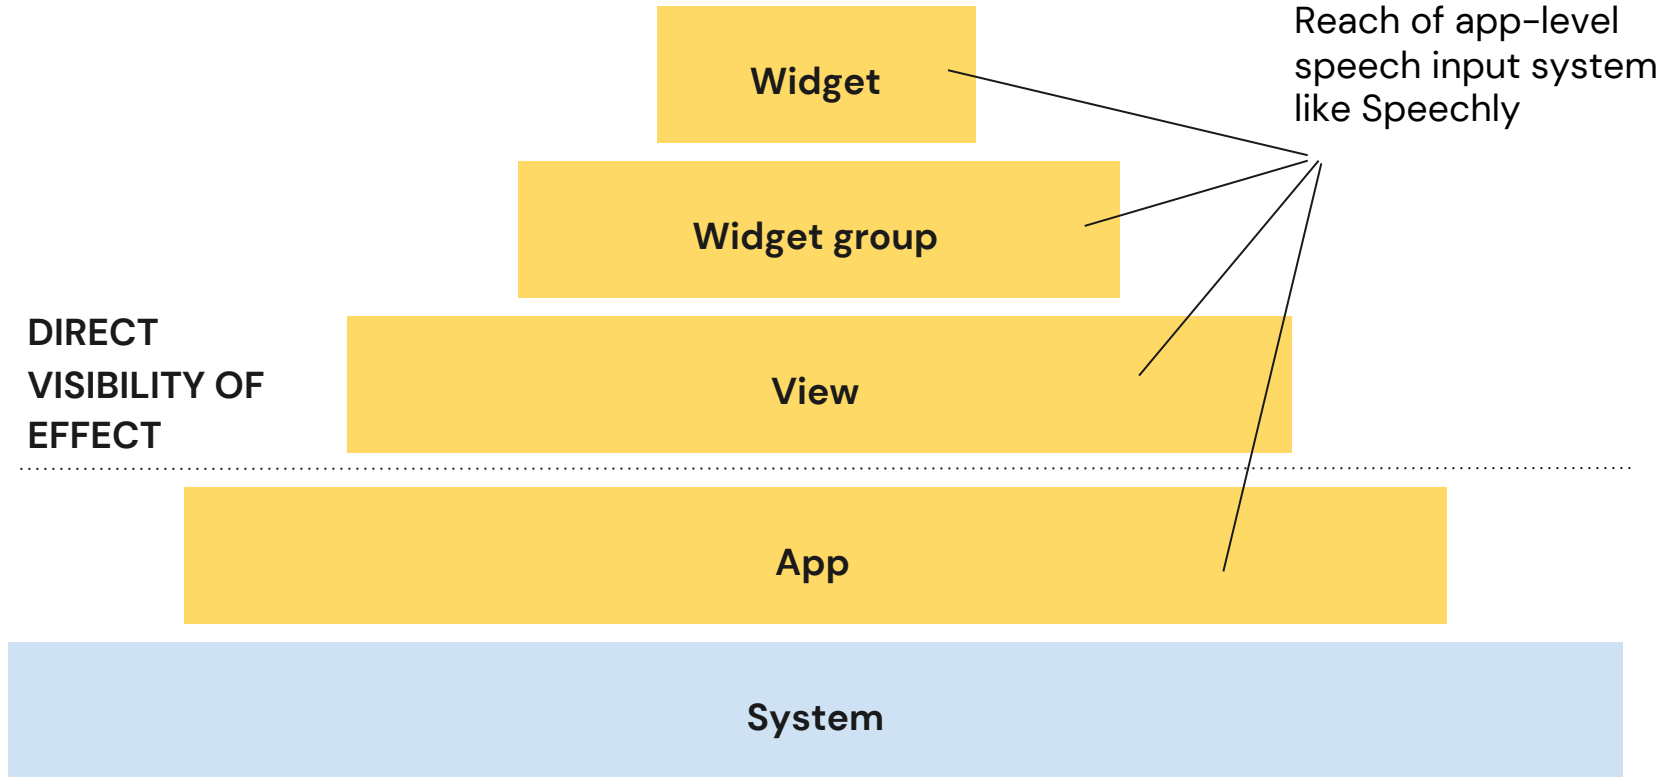 Reach of app-level
speech input system
like Speechly
Widget
Widget group
DIRECT
VISIBILITY OF
EFFECT
View
App
System